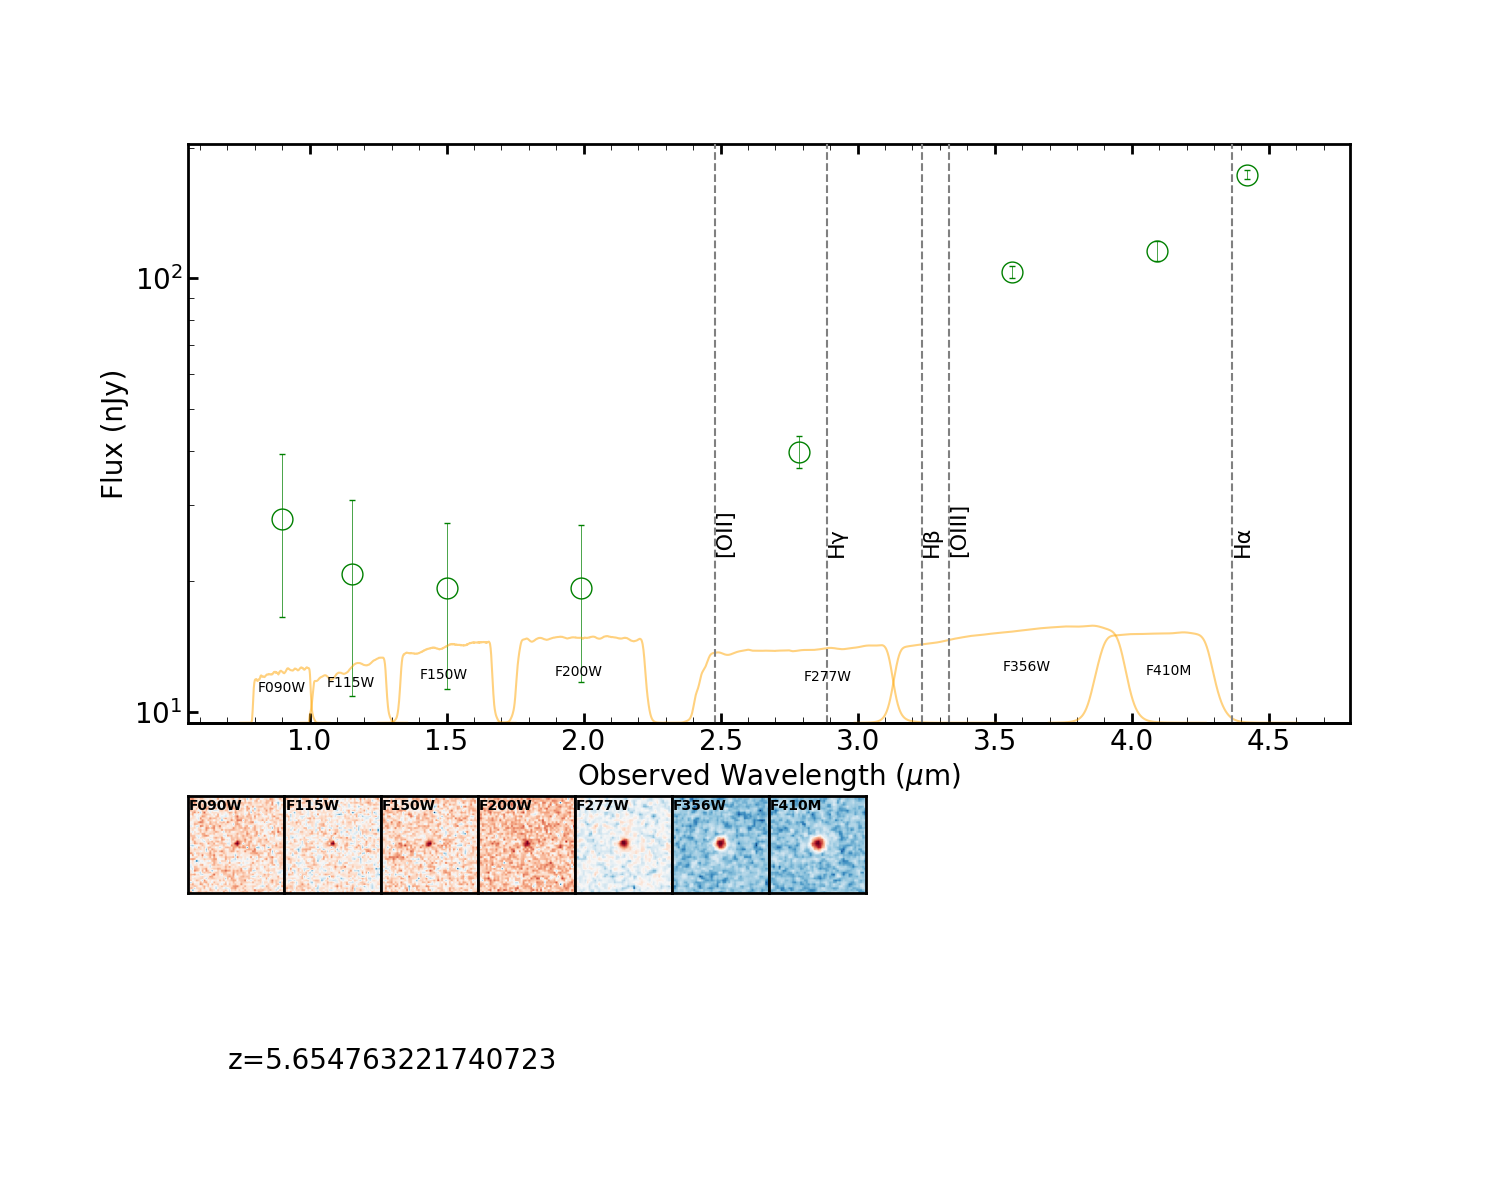 10²
10¹
Flux (nJy)
[OII]
Hγ
Hβ
[OIII]
Hα
F090W
F115W
F150W
F200W
F277W
F356W
F410M
1.0 1.5 2.0 2.5 3.0 3.5 4.0 4.5
Observed Wavelength (μm)
F090W F115W F150W F200W F277W F356W F410M
z=5.654763221740723